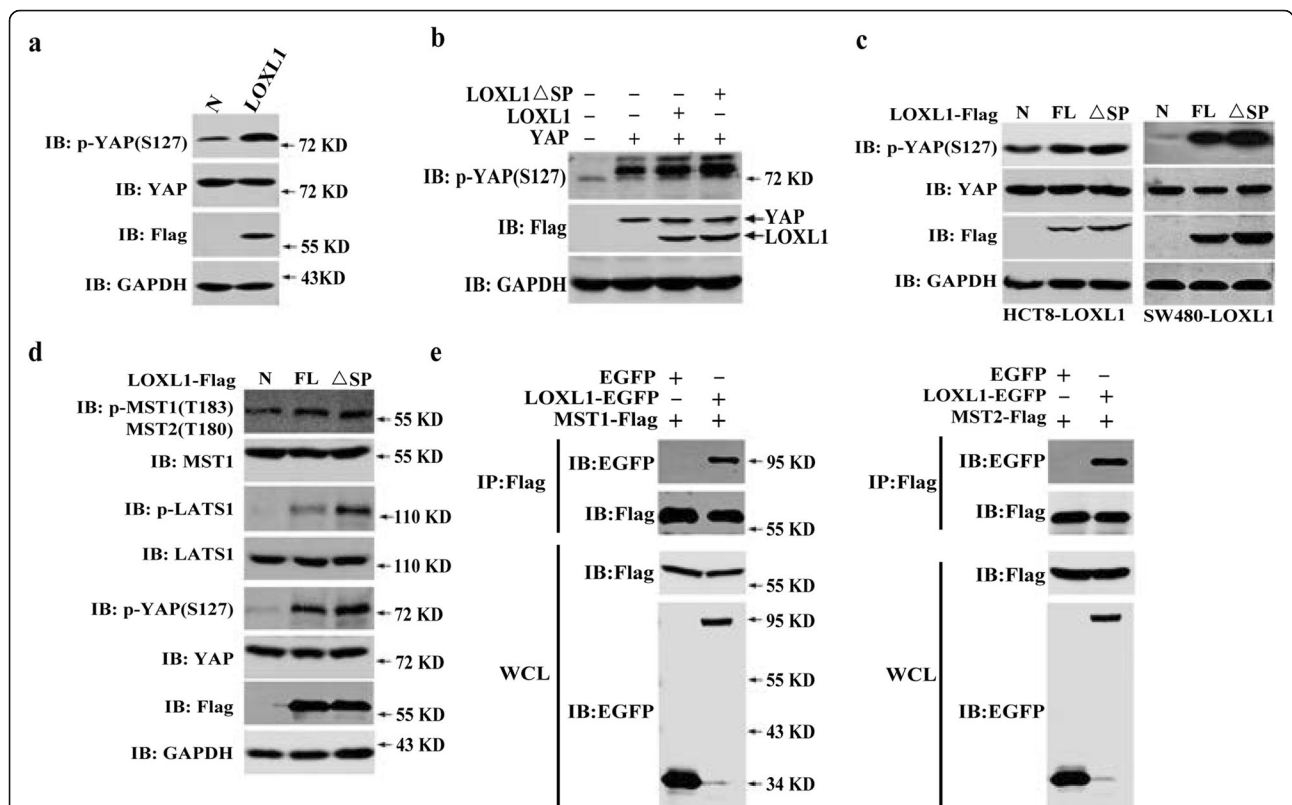 a
N LOXL1
IB: p-YAP(S127) 72 KD
IB: YAP 72 KD
IB: Flag 55 KD
IB: GAPDH 43KD
b
LOXL1△SP – – – +
LOXL1 – – + –
YAP – + + +
IB: p-YAP(S127) 72 KD
IB: Flag YAP
LOXL1
IB: GAPDH
c
LOXL1-Flag N FL △SP N FL △SP
IB: p-YAP(S127)
IB: YAP
IB: Flag
IB: GAPDH
HCT8-LOXL1 SW480-LOXL1
d
LOXL1-Flag N FL △SP
IB: p-MST1(T183)
MST2(T180) 55 KD
IB: MST1 55 KD
IB: p-LATS1 110 KD
IB: LATS1 110 KD
IB: p-YAP(S127) 72 KD
IB: YAP 72 KD
IB: Flag 55 KD
IB: GAPDH 43 KD
e
EGFP + –
LOXL1-EGFP – +
MST1-Flag + +
IP:Flag
IB:EGFP 95 KD
IB:Flag 55 KD
WCL
IB:Flag 55 KD
95 KD
55 KD
IB:EGFP 43 KD
34 KD
EGFP + –
LOXL1-EGFP – +
MST2-Flag + +
IP:Flag
IB:EGFP
IB:Flag
WCL
IB:Flag
IB:EGFP